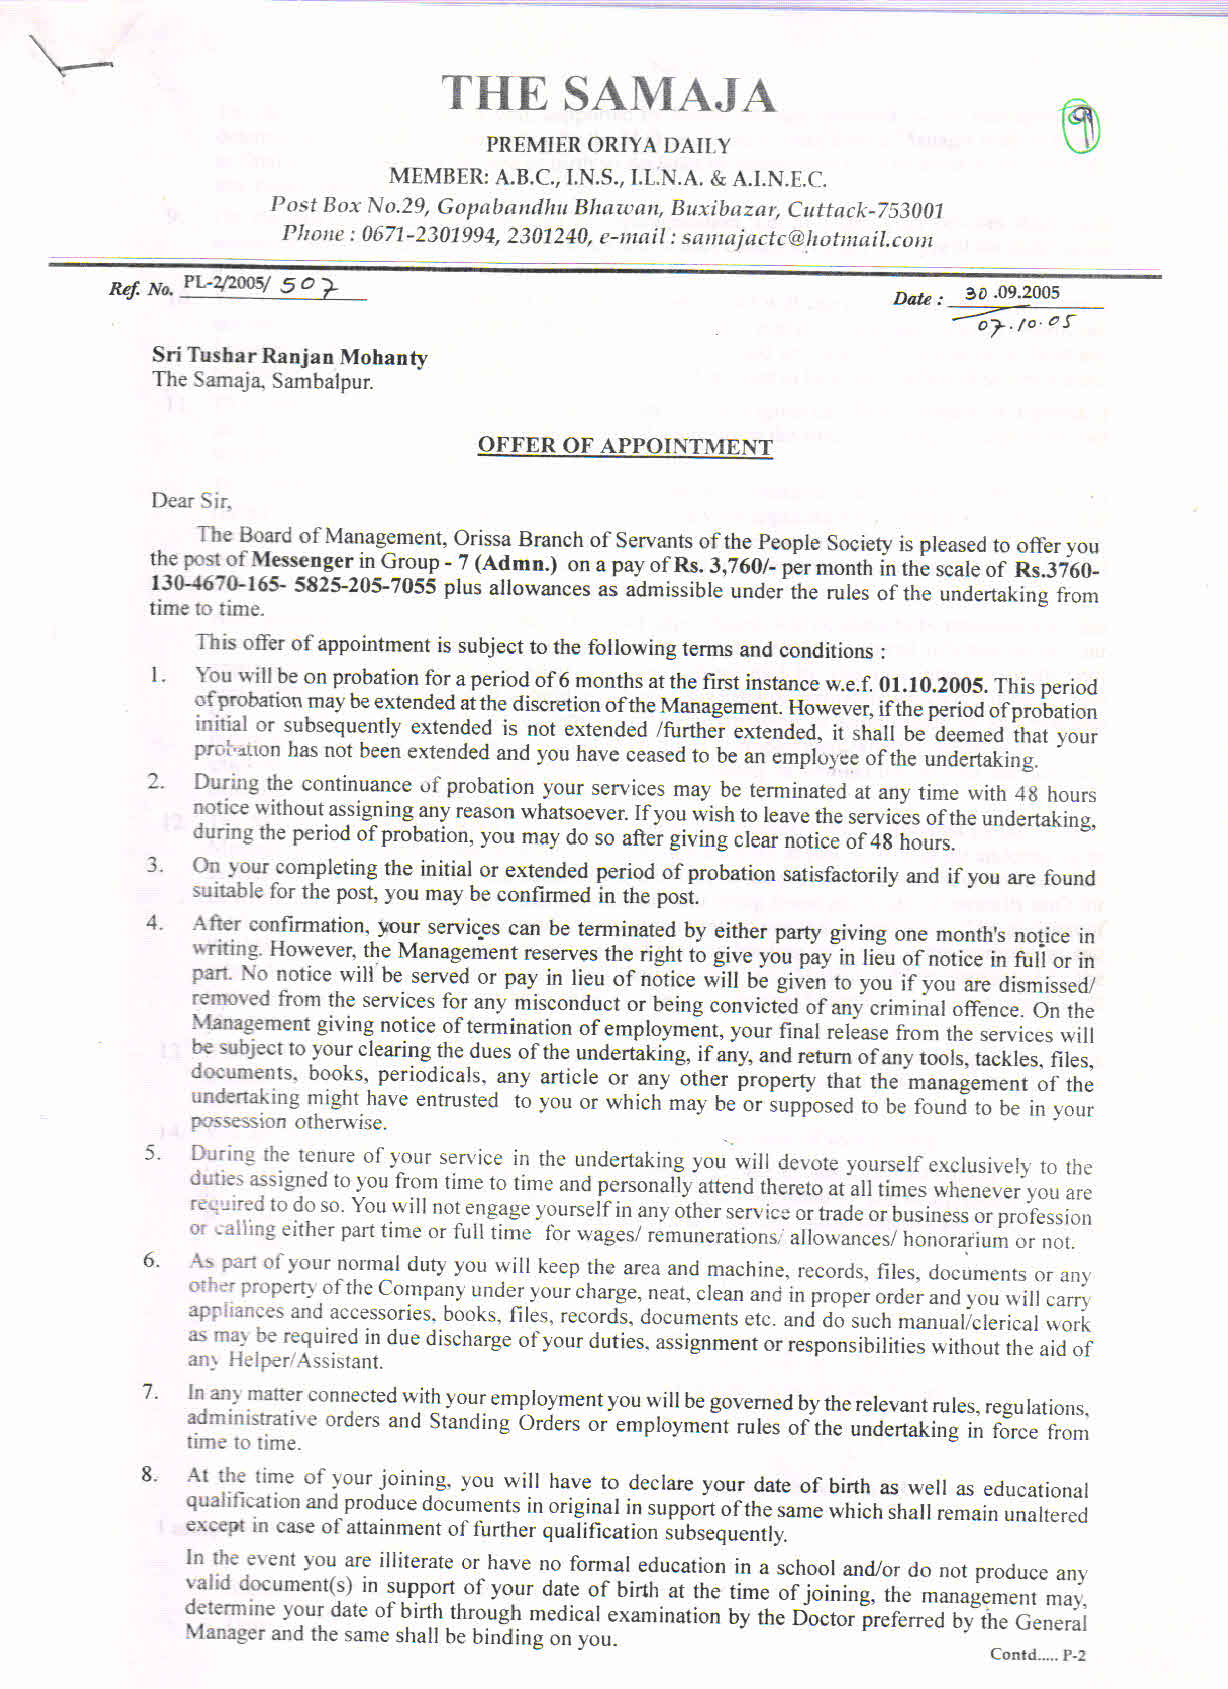 THE SAMAJA
9
PREMIER ORIYA DAILY
MEMBER: A.B.C., I.N.S., I.L.N.A. & A.I.N.E.C.
Post Box No.29, Gopabandhu Bhawan, Buxibazar, Cuttack-753001
Phone : 0671-2301994, 2301240, e-mail : samajactc@hotmail.com
Ref. No. PL-2/2005/ 507
Date : 30 .09.2005
07.10.05
Sri Tushar Ranjan Mohanty
The Samaja, Sambalpur.
OFFER OF APPOINTMENT
Dear Sir,
The Board of Management, Orissa Branch of Servants of the People Society is pleased to offer you
the post of Messenger in Group - 7 (Admn.) on a pay of Rs. 3,760/- per month in the scale of Rs.3760-
130-4670-165- 5825-205-7055 plus allowances as admissible under the rules of the undertaking from
time to time.
This offer of appointment is subject to the following terms and conditions :
1. You will be on probation for a period of 6 months at the first instance w.e.f. 01.10.2005. This period
of probation may be extended at the discretion of the Management. However, if the period of probation
initial or subsequently extended is not extended /further extended, it shall be deemed that your
probation has not been extended and you have ceased to be an employee of the undertaking.
2. During the continuance of probation your services may be terminated at any time with 48 hours
notice without assigning any reason whatsoever. If you wish to leave the services of the undertaking,
during the period of probation, you may do so after giving clear notice of 48 hours.
3. On your completing the initial or extended period of probation satisfactorily and if you are found
suitable for the post, you may be confirmed in the post.
4. After confirmation, your services can be terminated by either party giving one month's notice in
writing. However, the Management reserves the right to give you pay in lieu of notice in full or in
part. No notice will be served or pay in lieu of notice will be given to you if you are dismissed/
removed from the services for any misconduct or being convicted of any criminal offence. On the
Management giving notice of termination of employment, your final release from the services will
be subject to your clearing the dues of the undertaking, if any, and return of any tools, tackles, files,
documents, books, periodicals, any article or any other property that the management of the
undertaking might have entrusted to you or which may be or supposed to be found to be in your
possession otherwise.
5. During the tenure of your service in the undertaking you will devote yourself exclusively to the
duties assigned to you from time to time and personally attend thereto at all times whenever you are
required to do so. You will not engage yourself in any other service or trade or business or profession
or calling either part time or full time for wages/ remunerations/ allowances/ honorarium or not.
6. As part of your normal duty you will keep the area and machine, records, files, documents or any
other property of the Company under your charge, neat, clean and in proper order and you will carry
appliances and accessories, books, files, records, documents etc. and do such manual/clerical work
as may be required in due discharge of your duties, assignment or responsibilities without the aid of
any Helper/Assistant.
7. In any matter connected with your employment you will be governed by the relevant rules, regulations,
administrative orders and Standing Orders or employment rules of the undertaking in force from
time to time.
8. At the time of your joining, you will have to declare your date of birth as well as educational
qualification and produce documents in original in support of the same which shall remain unaltered
except in case of attainment of further qualification subsequently.
In the event you are illiterate or have no formal education in a school and/or do not produce any
valid document(s) in support of your date of birth at the time of joining, the management may,
determine your date of birth through medical examination by the Doctor preferred by the General
Manager and the same shall be binding on you.
Contd..... P-2